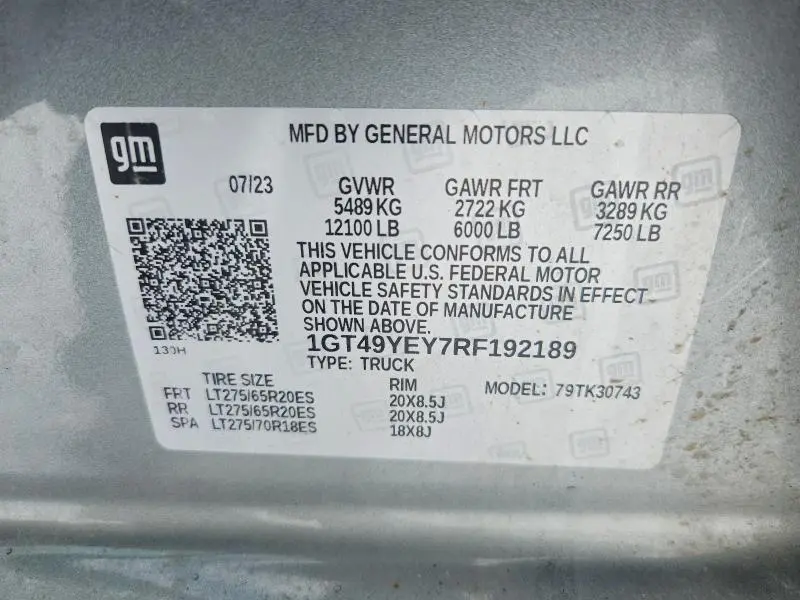 gm
MFD BY GENERAL MOTORS LLC
07/23 GVWR GAWR FRT GAWR RR
5489 KG 2722 KG 3289 KG
12100 LB 6000 LB 7250 LB
THIS VEHICLE CONFORMS TO ALL
APPLICABLE U.S. FEDERAL MOTOR
VEHICLE SAFETY STANDARDS IN EFFECT
ON THE DATE OF MANUFACTURE
SHOWN ABOVE.
130H
1GT49YEY7RF192189
TYPE: TRUCK
TIRE SIZE RIM MODEL: 79TK30743
FRT LT275/65R20ES 20X8.5J
RR LT275/65R20ES 20X8.5J
SPA LT275/70R18ES 18X8J